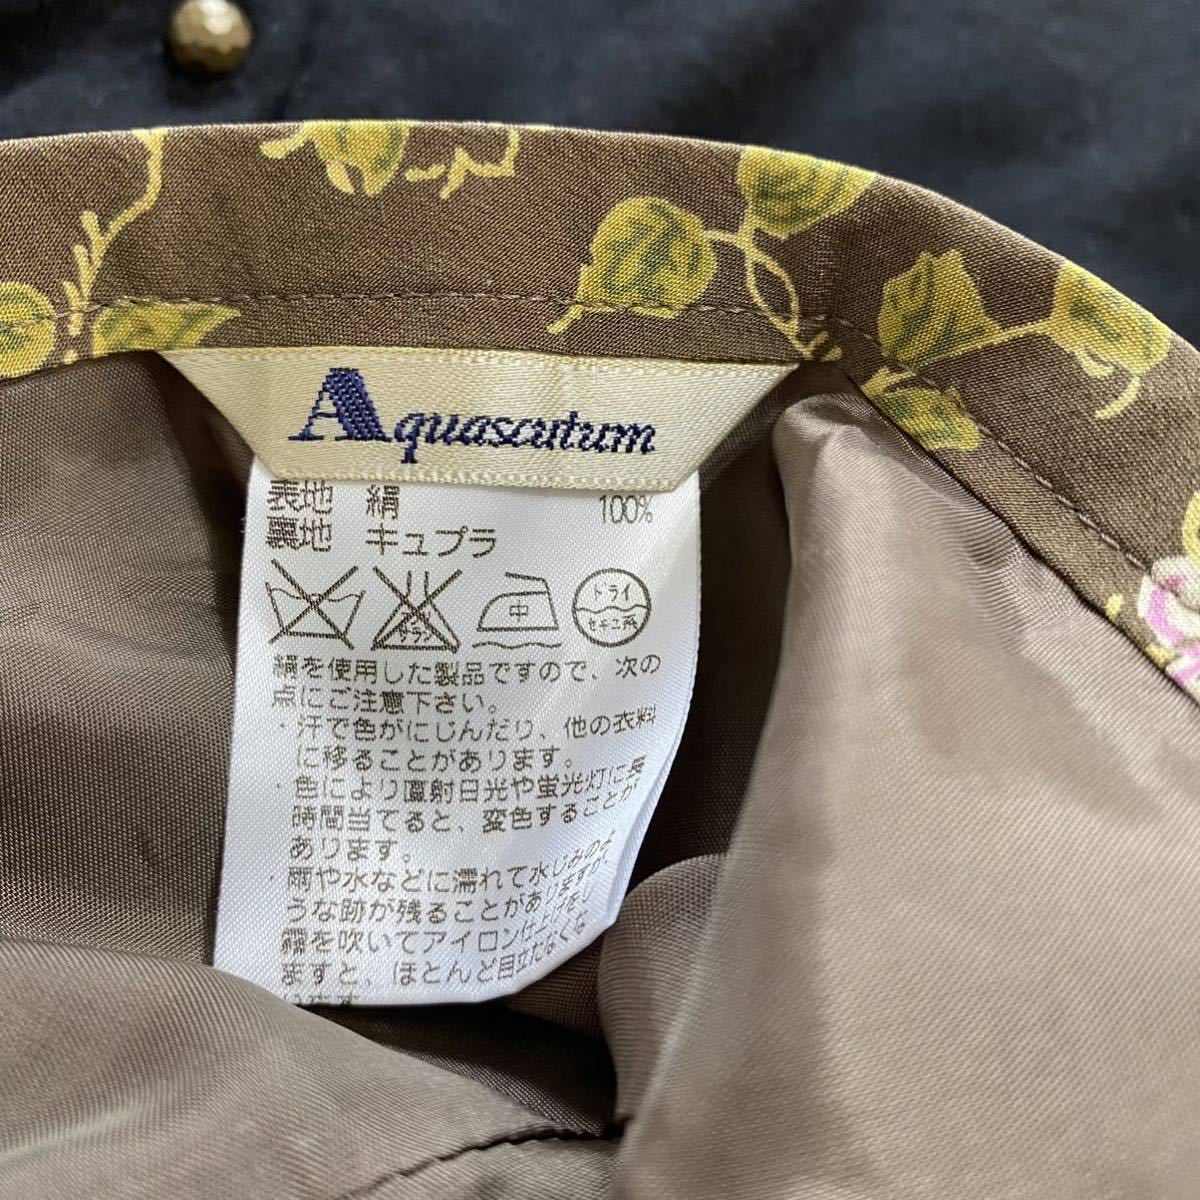 Aquascutum
表地 絹 100%
裏地 キュプラ
中
ドライ
セキユ系
絹を使用した製品ですので、次の
点にご注意下さい。
・汗で色がにじんだり、他の衣料
に移ることがあります。
・色により直射日光や蛍光灯に長
時間当てると、変色することが
あります。
・雨や水などに濡れて水じみのよ
うな跡が残ることがありますが、
霧を吹いてアイロン仕上げをし
ますと、ほとんど目立たなくな
ります。